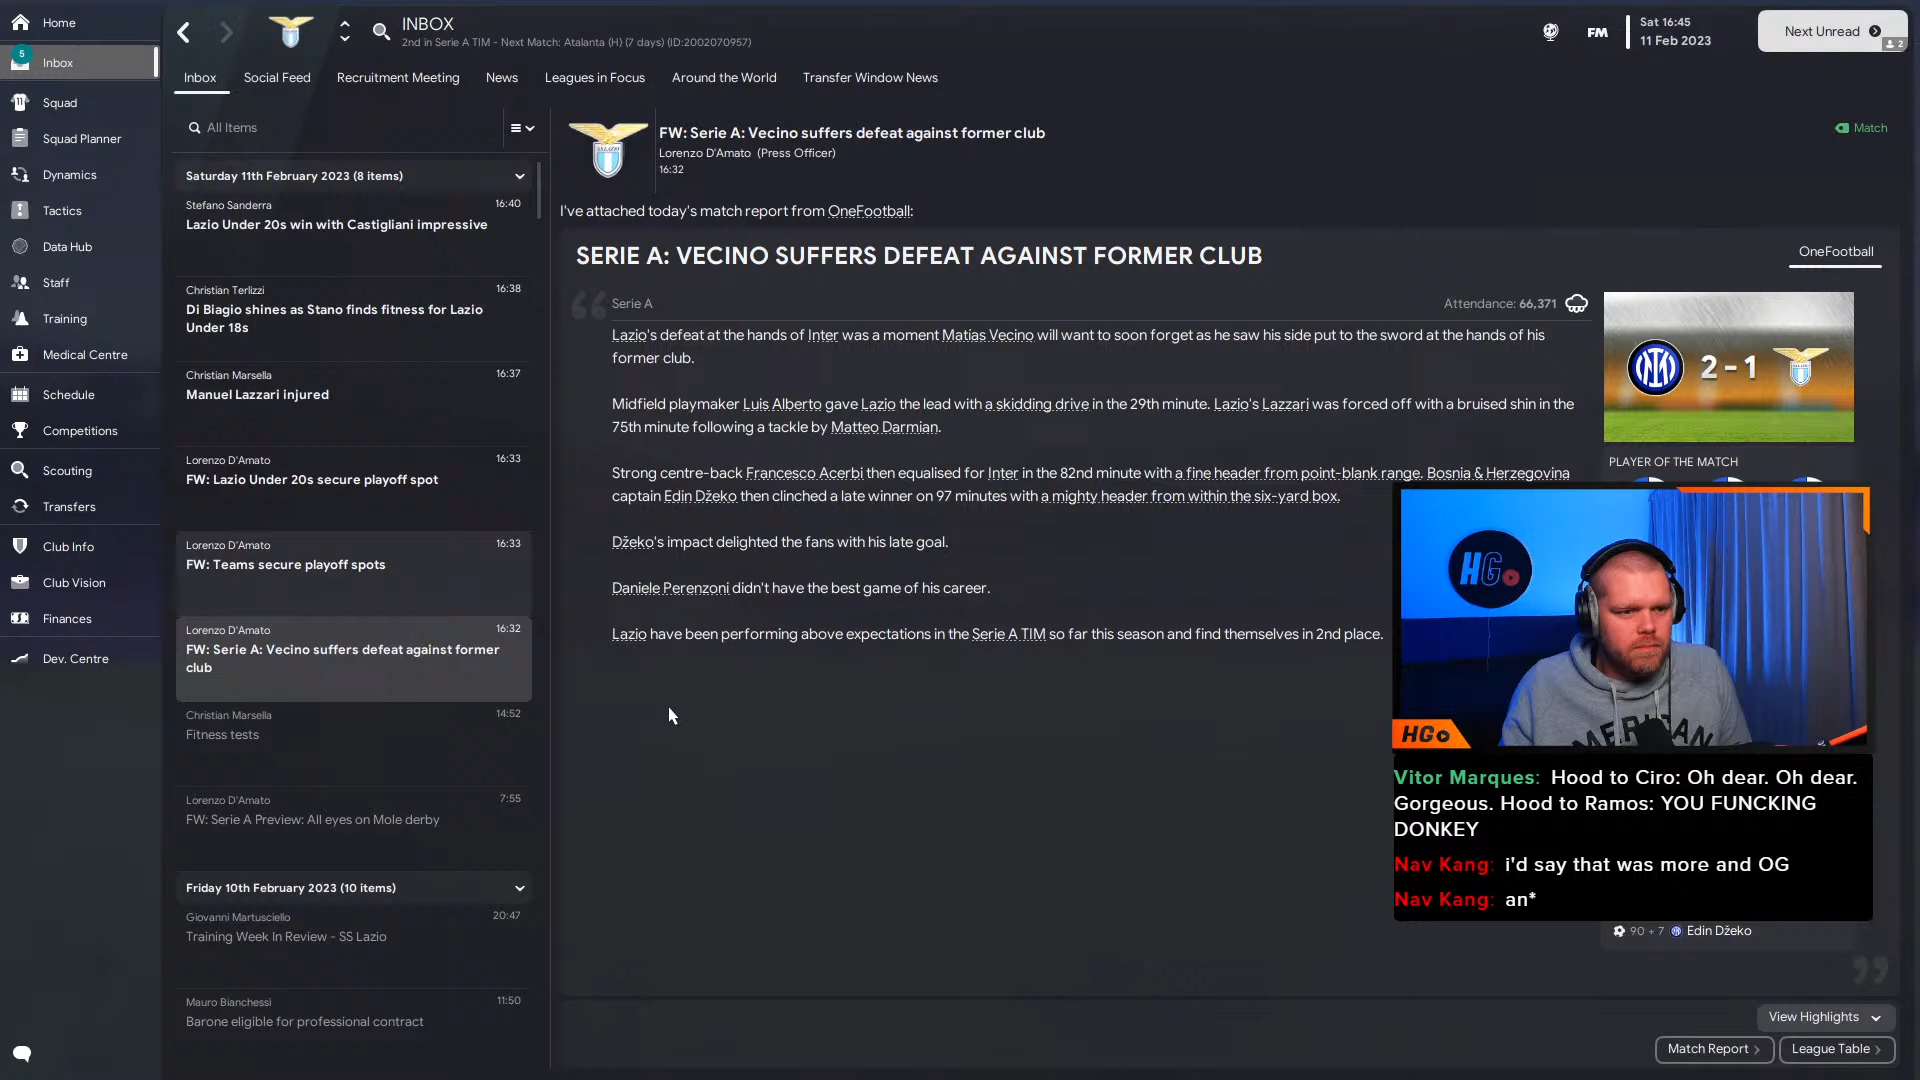 Home
5
Inbox
Squad
Squad Planner
Dynamics
Tactics
Data Hub
Staff
Training
Medical Centre
Schedule
Competitions
Scouting
Transfers
Club Info
Club Vision
Finances
Dev. Centre
INBOX
2nd in Serie A TIM - Next Match: Atalanta (H) (7 days) (ID:2002070957)
FM
Sat 16:45
11 Feb 2023
Next Unread
2
Inbox
Social Feed
Recruitment Meeting
News
Leagues in Focus
Around the World
Transfer Window News
All Items
Saturday 11th February 2023 (8 items)
Stefano Sanderra 16:40
Lazio Under 20s win with Castigliani impressive
Christian Terlizzi 16:38
Di Biagio shines as Stano finds fitness for Lazio
Under 18s
Christian Marsella 16:37
Manuel Lazzari injured
Lorenzo D'Amato 16:33
FW: Lazio Under 20s secure playoff spot
Lorenzo D'Amato 16:33
FW: Teams secure playoff spots
Lorenzo D'Amato 16:32
FW: Serie A: Vecino suffers defeat against former
club
Christian Marsella 14:52
Fitness tests
Lorenzo D'Amato 7:55
FW: Serie A Preview: All eyes on Mole derby
Friday 10th February 2023 (10 items)
Giovanni Martusciello 20:47
Training Week In Review - SS Lazio
Mauro Bianchessi 11:50
Barone eligible for professional contract
FW: Serie A: Vecino suffers defeat against former club
Lorenzo D'Amato (Press Officer)
16:32
Match
I've attached today's match report from OneFootball:
SERIE A: VECINO SUFFERS DEFEAT AGAINST FORMER CLUB
OneFootball
Serie A
Attendance: 66,371
Lazio's defeat at the hands of Inter was a moment Matías Vecino will want to soon forget as he saw his side put to the sword at the hands of his
former club.
Midfield playmaker Luis Alberto gave Lazio the lead with a skidding drive in the 29th minute. Lazio's Lazzari was forced off with a bruised shin in the
75th minute following a tackle by Matteo Darmian.
Strong centre-back Francesco Acerbi then equalised for Inter in the 82nd minute with a fine header from point-blank range. Bosnia & Herzegovina
captain Edin Džeko then clinched a late winner on 97 minutes with a mighty header from within the six-yard box.
Džeko's impact delighted the fans with his late goal.
Daniele Perenzoni didn't have the best game of his career.
Lazio have been performing above expectations in the Serie A TIM so far this season and find themselves in 2nd place.
2 - 1
PLAYER OF THE MATCH
HG
AMERICAN
HG
Vitor Marques: Hood to Ciro: Oh dear. Oh dear.
Gorgeous. Hood to Ramos: YOU FUNCKING
DONKEY
Nav Kang: i'd say that was more and OG
Nav Kang: an*
90 + 7 Edin Džeko
View Highlights
Match Report
League Table